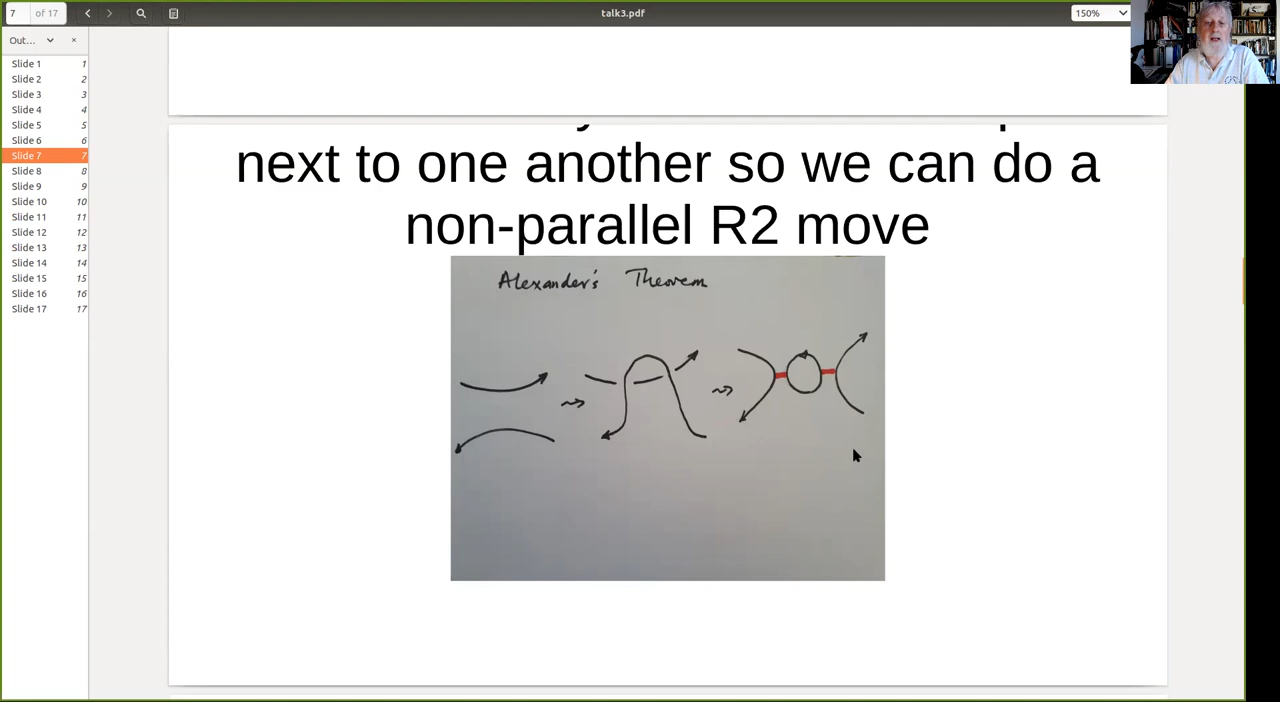 7 of 17 talk3.pdf 150%
Out...
Slide 1 1
Slide 2 2
Slide 3 3
Slide 4 4
Slide 5 5
Slide 6 6
Slide 7 7
Slide 8 8
Slide 9 9
Slide 10 10
Slide 11 11
Slide 12 12
Slide 13 13
Slide 14 14
Slide 15 15
Slide 16 16
Slide 17 17
next to one another so we can do a
non-parallel R2 move
Alexander's Theorem